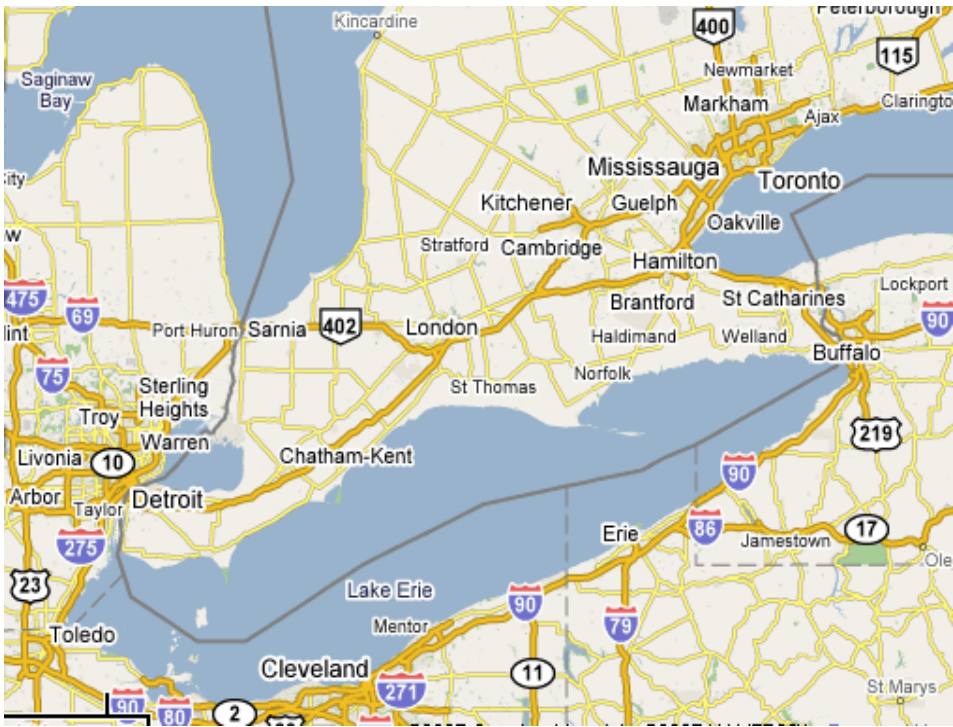 Kincardine
400
Peterborough
115
Saginaw
Bay
Newmarket
Markham
Ajax
Claringto
City
Mississauga
Toronto
Kitchener
Guelph
Oakville
Stratford
Cambridge
Hamilton
475
69
Brantford
St Catharines
Lockport
Port Huron
Sarnia
402
London
Haldimand
Welland
90
lint
Buffalo
75
Sterling
Heights
St Thomas
Norfolk
Troy
Warren
219
Livonia
10
Chatham-Kent
90
Arbor
Taylor
Detroit
Erie
86
Jamestown
17
275
Ole
23
Lake Erie
90
Toledo
Mentor
79
Cleveland
271
11
St Marys
90
80
2